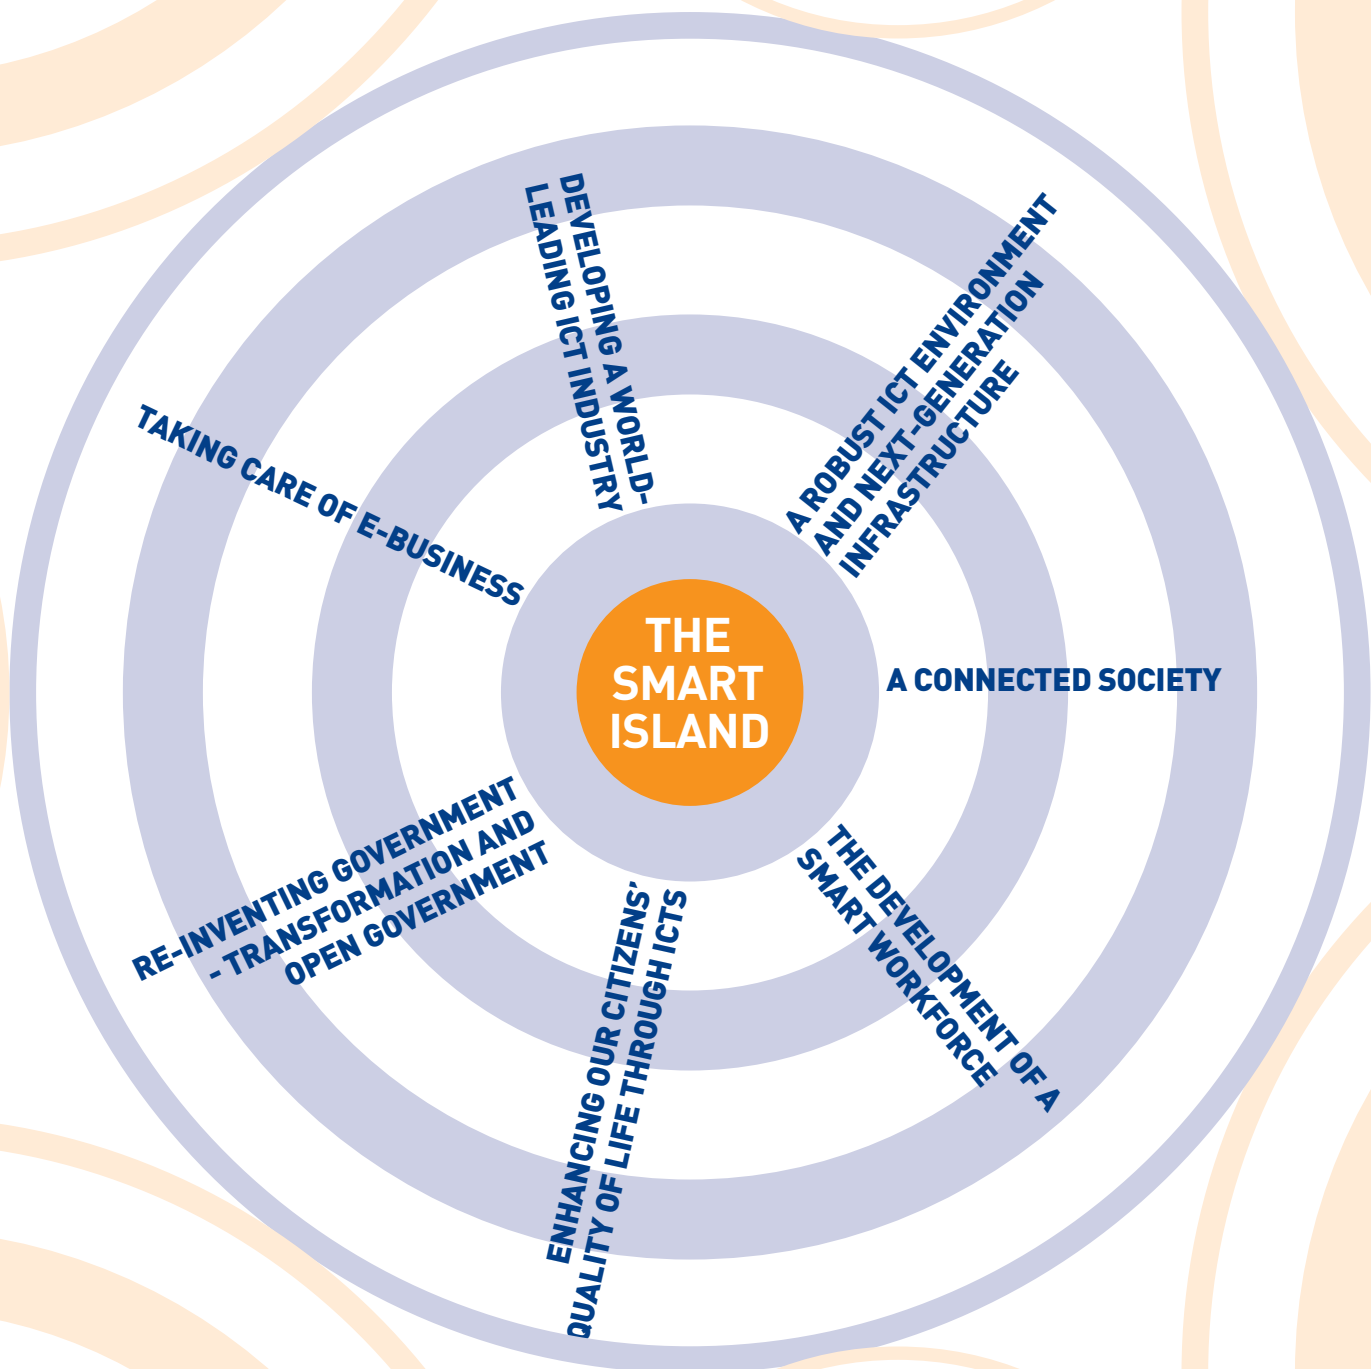 THE
SMART
ISLAND
A ROBUST ICT ENVIRONMENT
AND NEXT-GENERATION
INFRASTRUCTURE
A CONNECTED SOCIETY
THE DEVELOPMENT OF A
SMART WORKFORCE
ENHANCING OUR CITIZENS'
QUALITY OF LIFE THROUGH ICTS
RE-INVENTING GOVERNMENT
- TRANSFORMATION AND
OPEN GOVERNMENT
TAKING CARE OF E-BUSINESS
DEVELOPING A WORLD-
LEADING ICT INDUSTRY